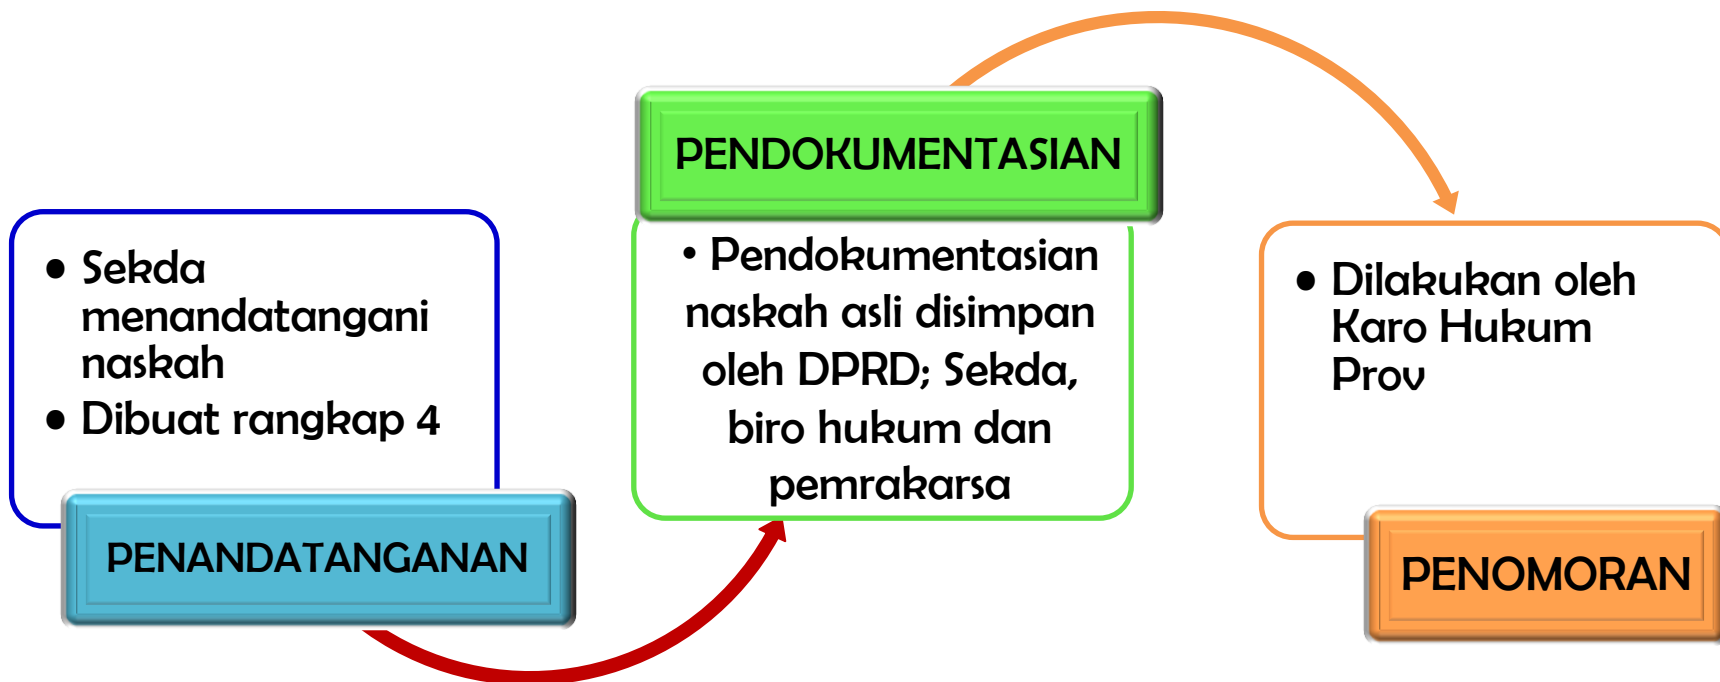 • Sekda
menandatangani
naskah
• Dibuat rangkap 4
PENANDATANGANAN
PENDOKUMENTASIAN
• Pendokumentasian
naskah asli disimpan
oleh DPRD; Sekda,
biro hukum dan
pemrakarsa
• Dilakukan oleh
Karo Hukum
Prov
PENOMORAN